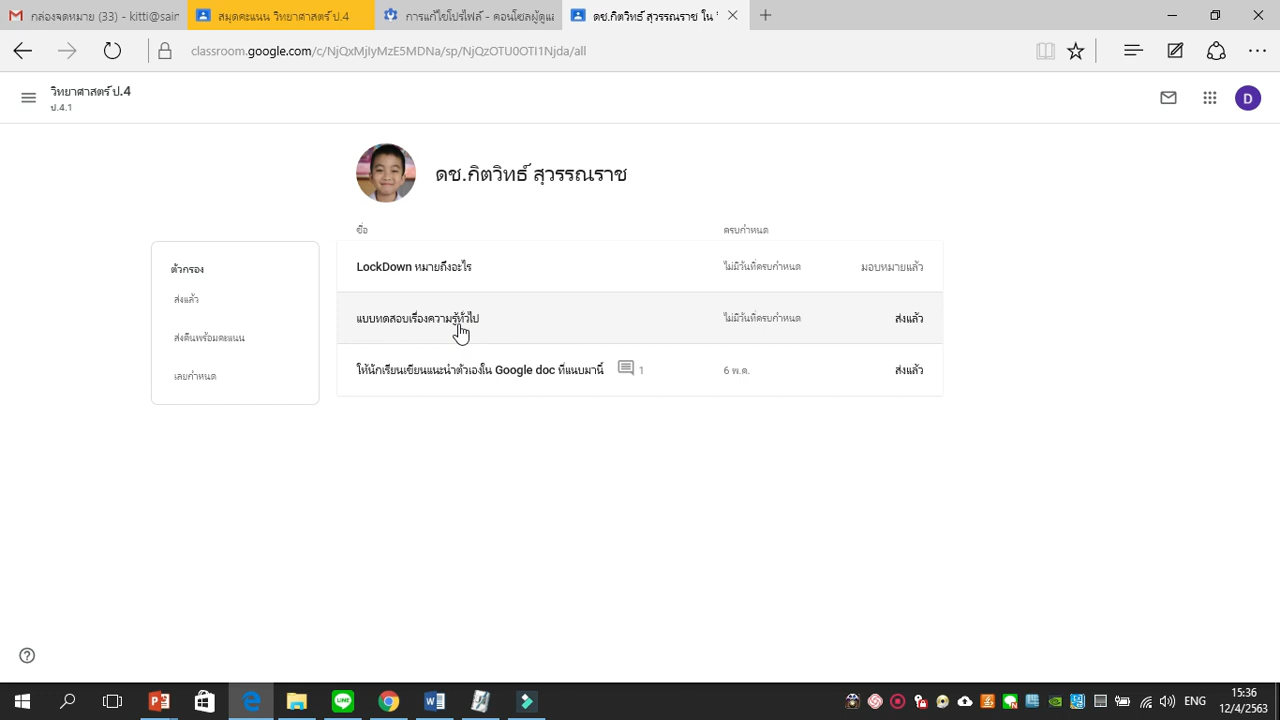 กล่องจดหมาย (33) - kitti@sain
สมุดคะแนน วิทยาศาสตร์ ป.4
การแก้ไขโปรไฟล์ - คอนโซลผู้ดูแ
ดช.กิตวิทธ์ สุวรรณราช ใน 'ว
classroom.google.com/c/NjQxMjIyMzE5MDNa/sp/NjQzOTU0OTI1Njda/all
วิทยาศาสตร์ ป.4
ป.4.1
D
ดช.กิตวิทธ์ สุวรรณราช
ชื่อ
ครบกำหนด
ตัวกรอง
ส่งแล้ว
ส่งคืนพร้อมคะแนน
เลยกำหนด
LockDown หมายถึงอะไร
ไม่มีวันที่ครบกำหนด
มอบหมายแล้ว
แบบทดสอบเรื่องความรู้ทั่วไป
ไม่มีวันที่ครบกำหนด
ส่งแล้ว
ให้นักเรียนเขียนแนะนำตัวเองใน Google doc ที่แนบมานี้
1
6 พ.ค.
ส่งแล้ว
ENG
15:36
12/4/2563